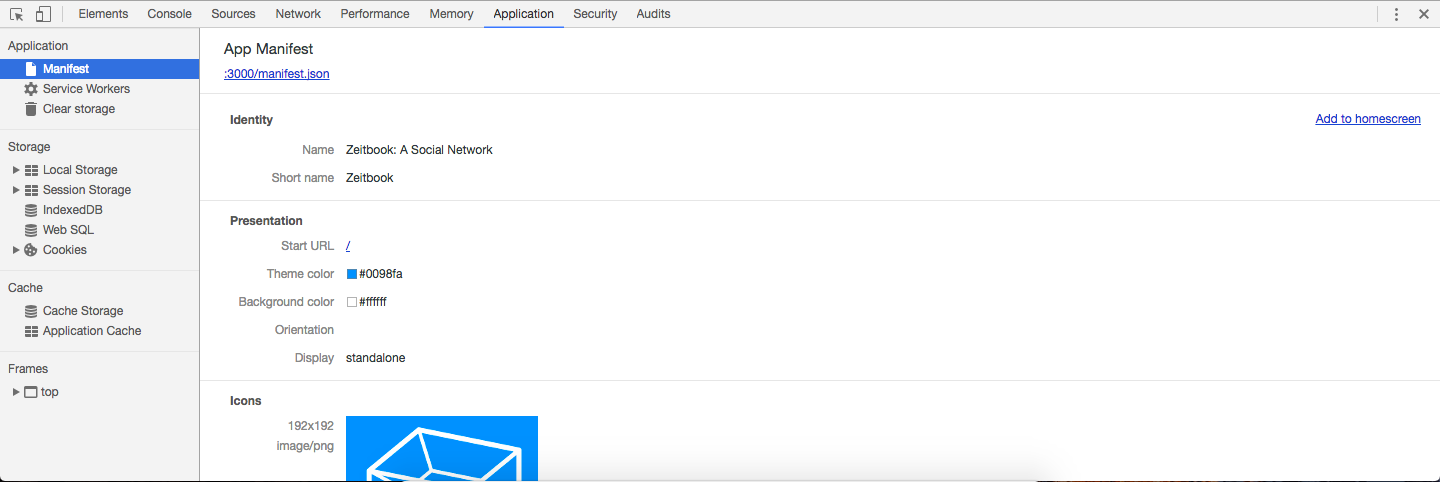 Elements Console Sources Network Performance Memory Application Security Audits
Application
Manifest
Service Workers
Clear storage
Storage
Local Storage
Session Storage
IndexedDB
Web SQL
Cookies
Cache
Cache Storage
Application Cache
Frames
top
App Manifest
:3000/manifest.json
Identity
Add to homescreen
Name Zeitbook: A Social Network
Short name Zeitbook
Presentation
Start URL /
Theme color #0098fa
Background color #ffffff
Orientation
Display standalone
Icons
192x192
image/png